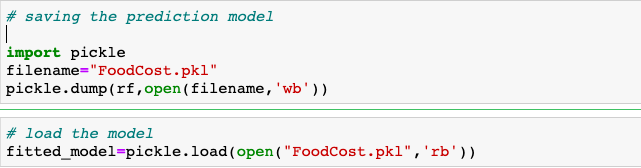 # saving the prediction model
import pickle
filename="FoodCost.pkl"
pickle.dump(rf,open(filename,'wb'))
# load the model
fitted_model=pickle.load(open("FoodCost.pkl",'rb'))